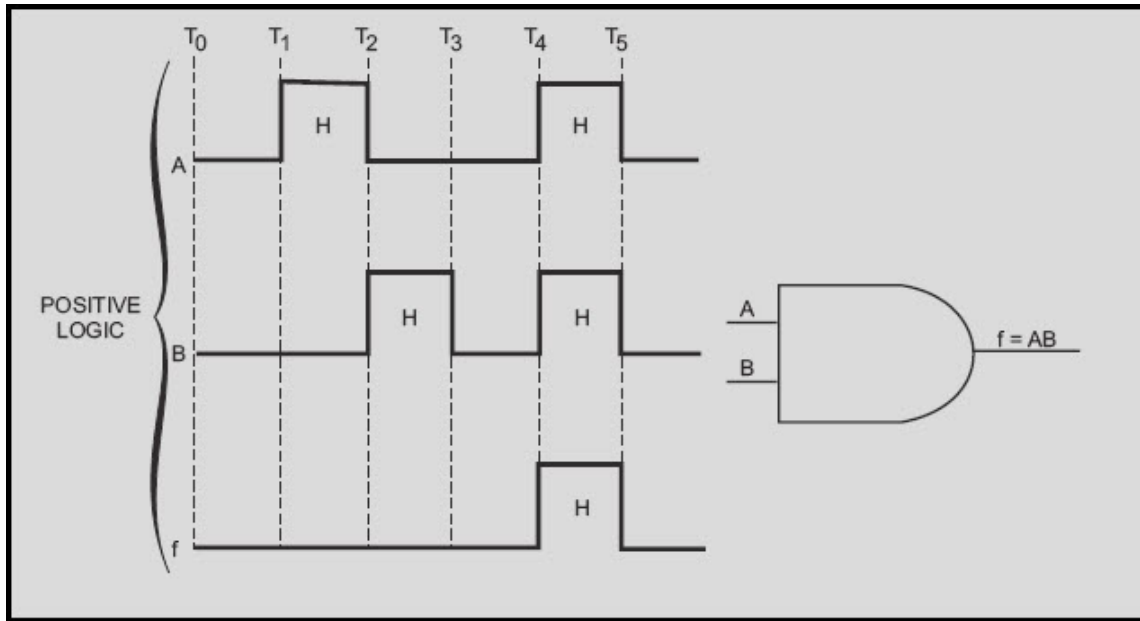 T0 T1 T2 T3 T4 T5
H H
A
H H
B
POSITIVE
LOGIC
H
f
A
B
f = AB